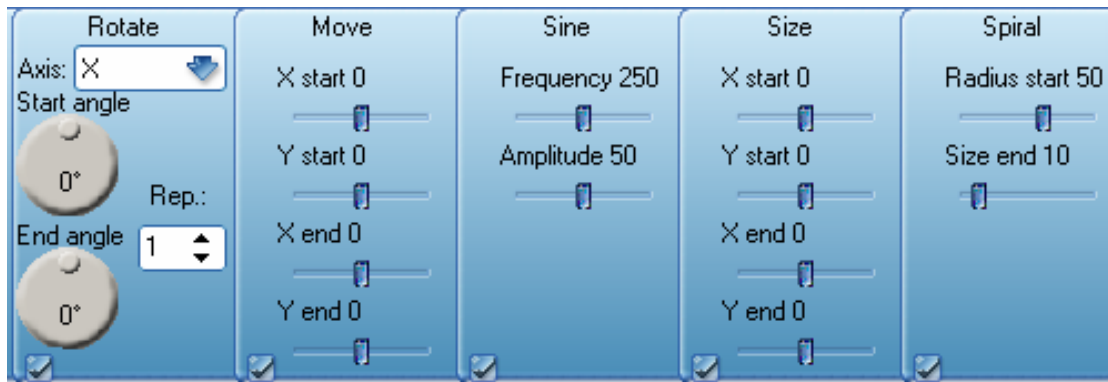 Rotate
Axis: X
Start angle
0°
Rep.:
1
End angle
0°
Move
X start 0
Y start 0
X end 0
Y end 0
Sine
Frequency 250
Amplitude 50
Size
X start 0
Y start 0
X end 0
Y end 0
Spiral
Radius start 50
Size end 10